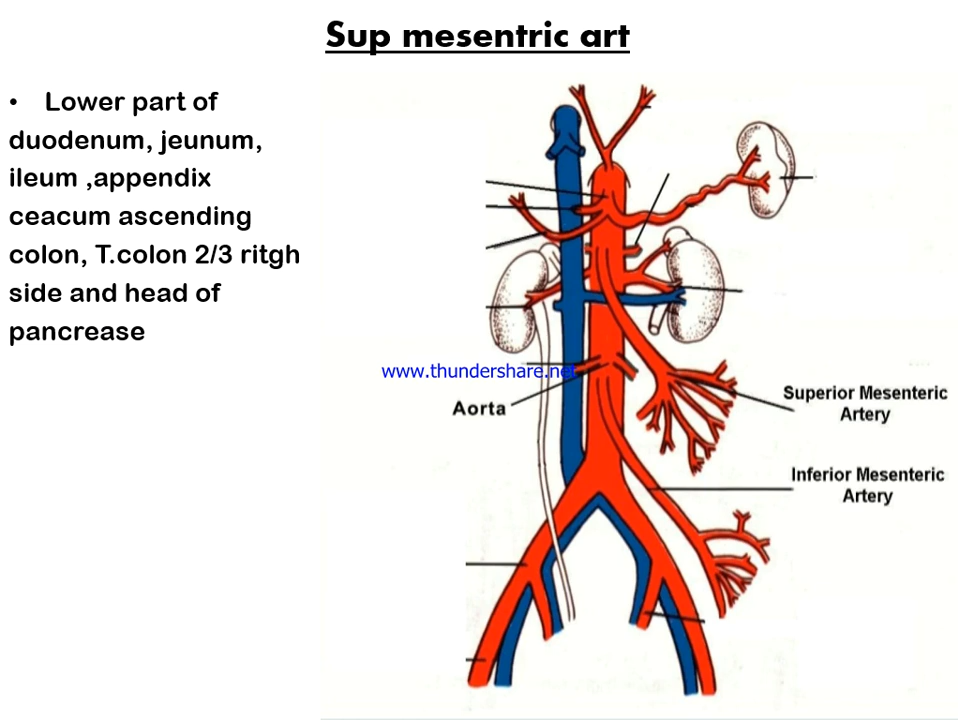 Sup mesentric art
• Lower part of
duodenum, jeunum,
ileum ,appendix
ceacum ascending
colon, T.colon 2/3 ritgh
side and head of
pancrease
www.thundershare.net
Aorta
Superior Mesenteric
Artery
Inferior Mesenteric
Artery